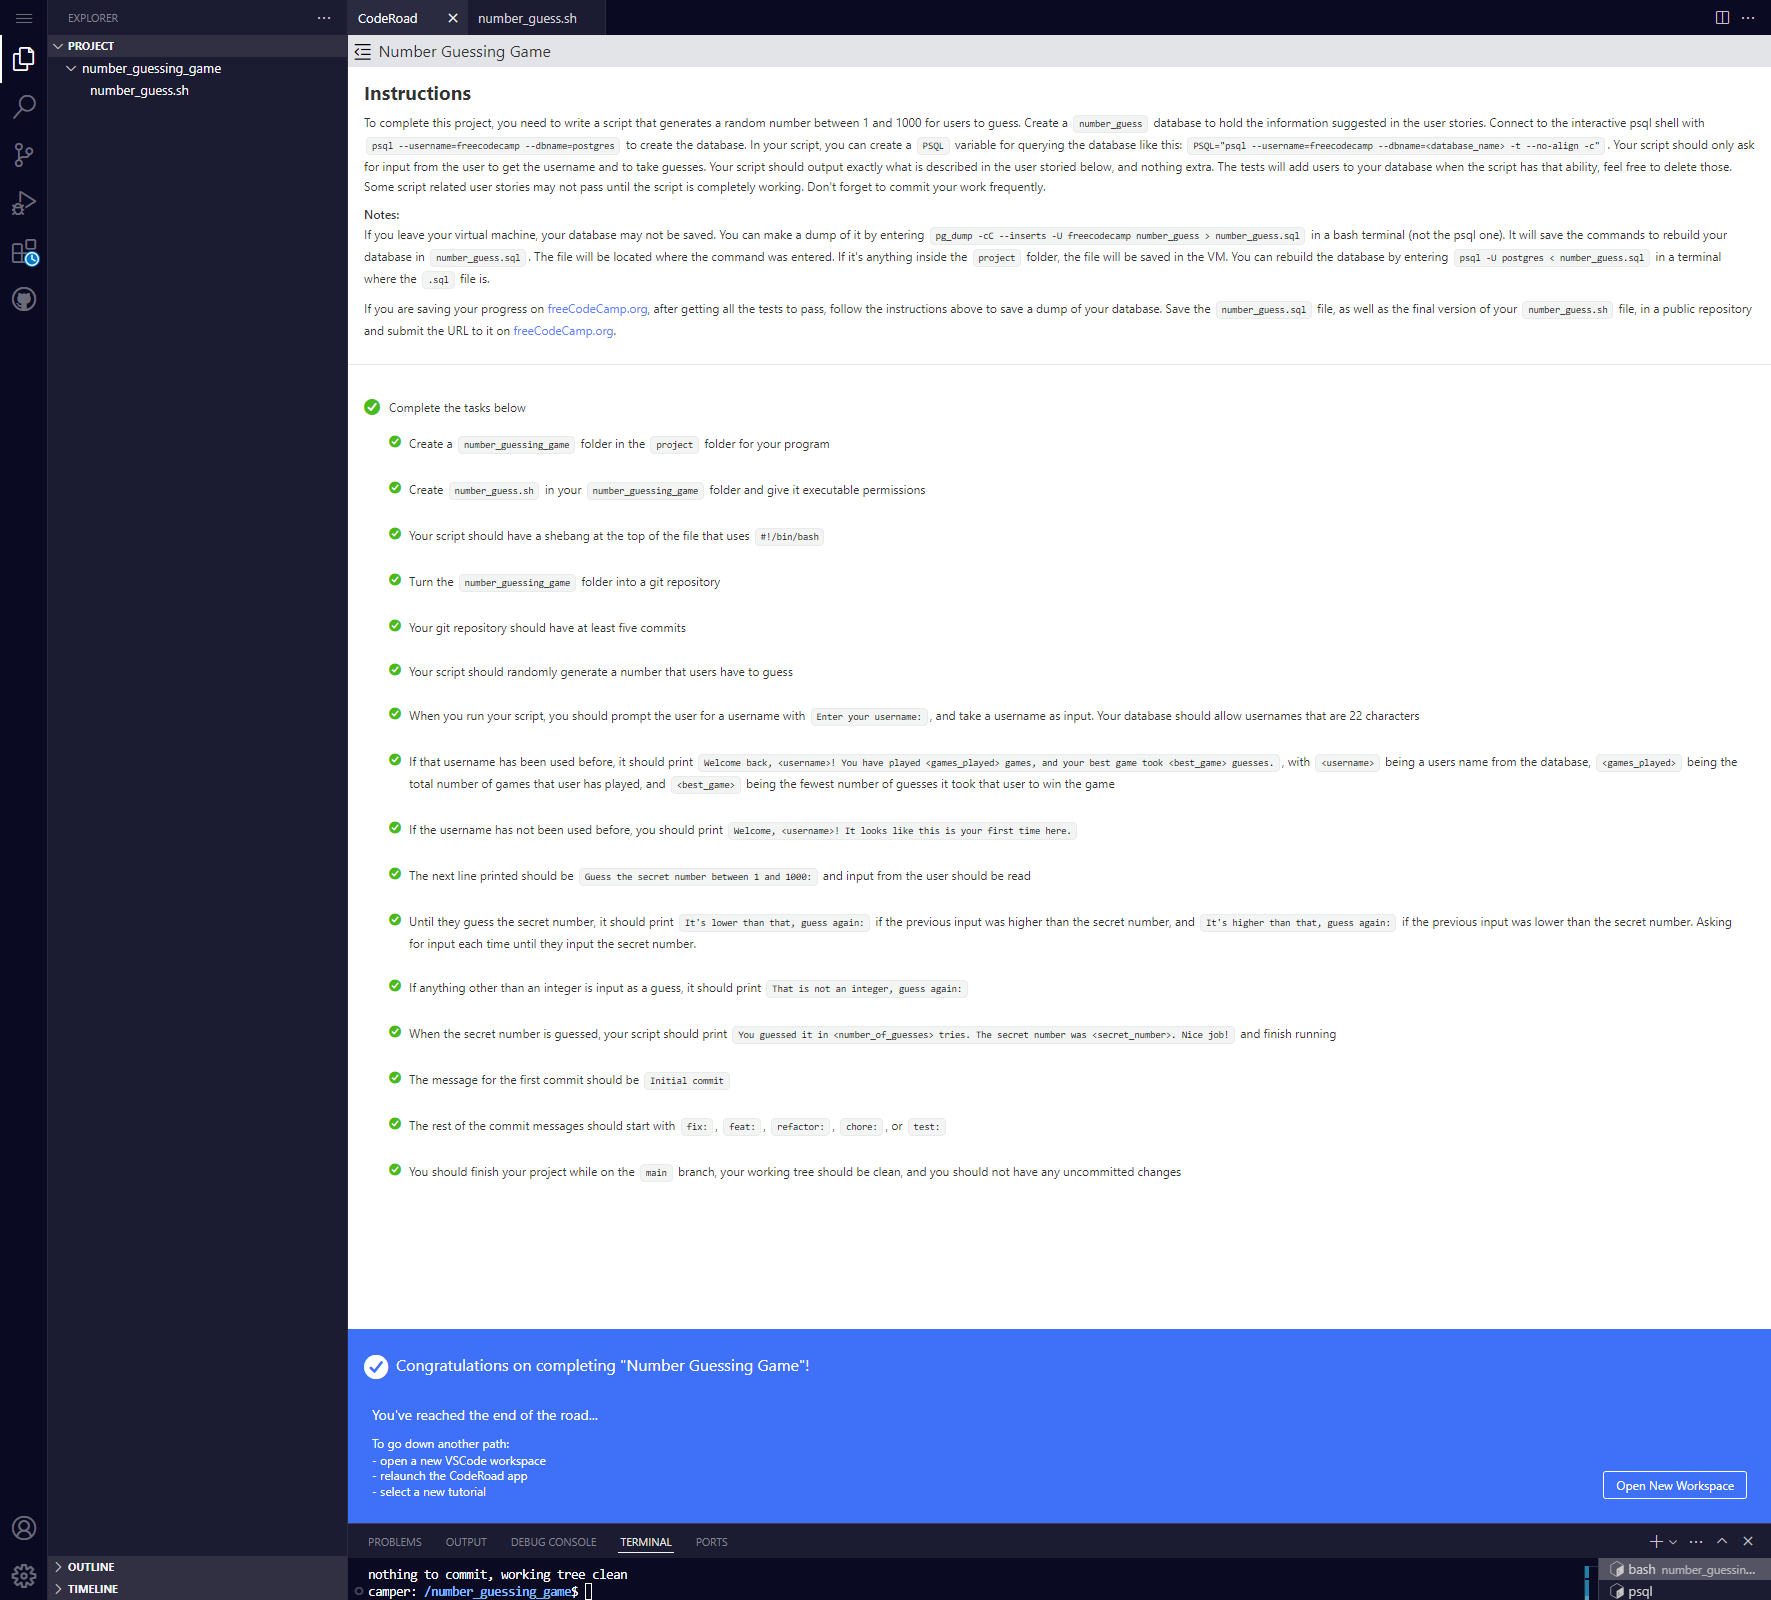 EXPLORER
PROJECT
number_guessing_game
number_guess.sh
OUTLINE
TIMELINE
CodeRoad
number_guess.sh
Number Guessing Game
Instructions
To complete this project, you need to write a script that generates a random number between 1 and 1000 for users to guess. Create a number_guess database to hold the information suggested in the user stories. Connect to the interactive psql shell with
psql --username=freecodecamp --dbname=postgres to create the database. In your script, you can create a PSQL variable for querying the database like this: PSQL="psql --username=freecodecamp --dbname=<database_name> -t --no-align -c" . Your script should only ask
for input from the user to get the username and to take guesses. Your script should output exactly what is described in the user storied below, and nothing extra. The tests will add users to your database when the script has that ability, feel free to delete those.
Some script related user stories may not pass until the script is completely working. Don't forget to commit your work frequently.
Notes:
If you leave your virtual machine, your database may not be saved. You can make a dump of it by entering pg_dump -cC --inserts -U freecodecamp number_guess > number_guess.sql in a bash terminal (not the psql one). It will save the commands to rebuild your
database in number_guess.sql . The file will be located where the command was entered. If it's anything inside the project folder, the file will be saved in the VM. You can rebuild the database by entering psql -U postgres < number_guess.sql in a terminal
where the .sql file is.
If you are saving your progress on freeCodeCamp.org, after getting all the tests to pass, follow the instructions above to save a dump of your database. Save the number_guess.sql file, as well as the final version of your number_guess.sh file, in a public repository
and submit the URL to it on freeCodeCamp.org.
Complete the tasks below
Create a number_guessing_game folder in the project folder for your program
Create number_guess.sh in your number_guessing_game folder and give it executable permissions
Your script should have a shebang at the top of the file that uses #!/bin/bash
Turn the number_guessing_game folder into a git repository
Your git repository should have at least five commits
Your script should randomly generate a number that users have to guess
When you run your script, you should prompt the user for a username with Enter your username: , and take a username as input. Your database should allow usernames that are 22 characters
If that username has been used before, it should print Welcome back, <username>! You have played <games_played> games, and your best game took <best_game> guesses. , with <username> being a users name from the database, <games_played> being the
total number of games that user has played, and <best_game> being the fewest number of guesses it took that user to win the game
If the username has not been used before, you should print Welcome, <username>! It looks like this is your first time here.
The next line printed should be Guess the secret number between 1 and 1000: and input from the user should be read
Until they guess the secret number, it should print It's lower than that, guess again: if the previous input was higher than the secret number, and It's higher than that, guess again: if the previous input was lower than the secret number. Asking
for input each time until they input the secret number.
If anything other than an integer is input as a guess, it should print That is not an integer, guess again:
When the secret number is guessed, your script should print You guessed it in <number_of_guesses> tries. The secret number was <secret_number>. Nice job! and finish running
The message for the first commit should be Initial commit
The rest of the commit messages should start with fix: , feat: , refactor: , chore: , or test:
You should finish your project while on the main branch, your working tree should be clean, and you should not have any uncommitted changes
Congratulations on completing "Number Guessing Game"!
You've reached the end of the road...
To go down another path:
- open a new VSCode workspace
- relaunch the CodeRoad app
- select a new tutorial
Open New Workspace
PROBLEMS OUTPUT DEBUG CONSOLE TERMINAL PORTS
nothing to commit, working tree clean
camper: /number_guessing_game$
bash number_guessin...
psql